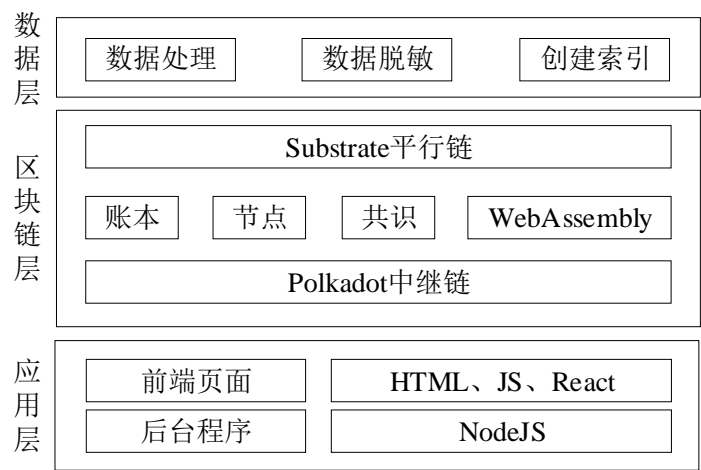 数据层
数据处理 数据脱敏 创建索引
区块链层
Substrate平行链
账本 节点 共识 WebAssembly
Polkadot中继链
应用层
前端页面 HTML、JS、React
后台程序 NodeJS